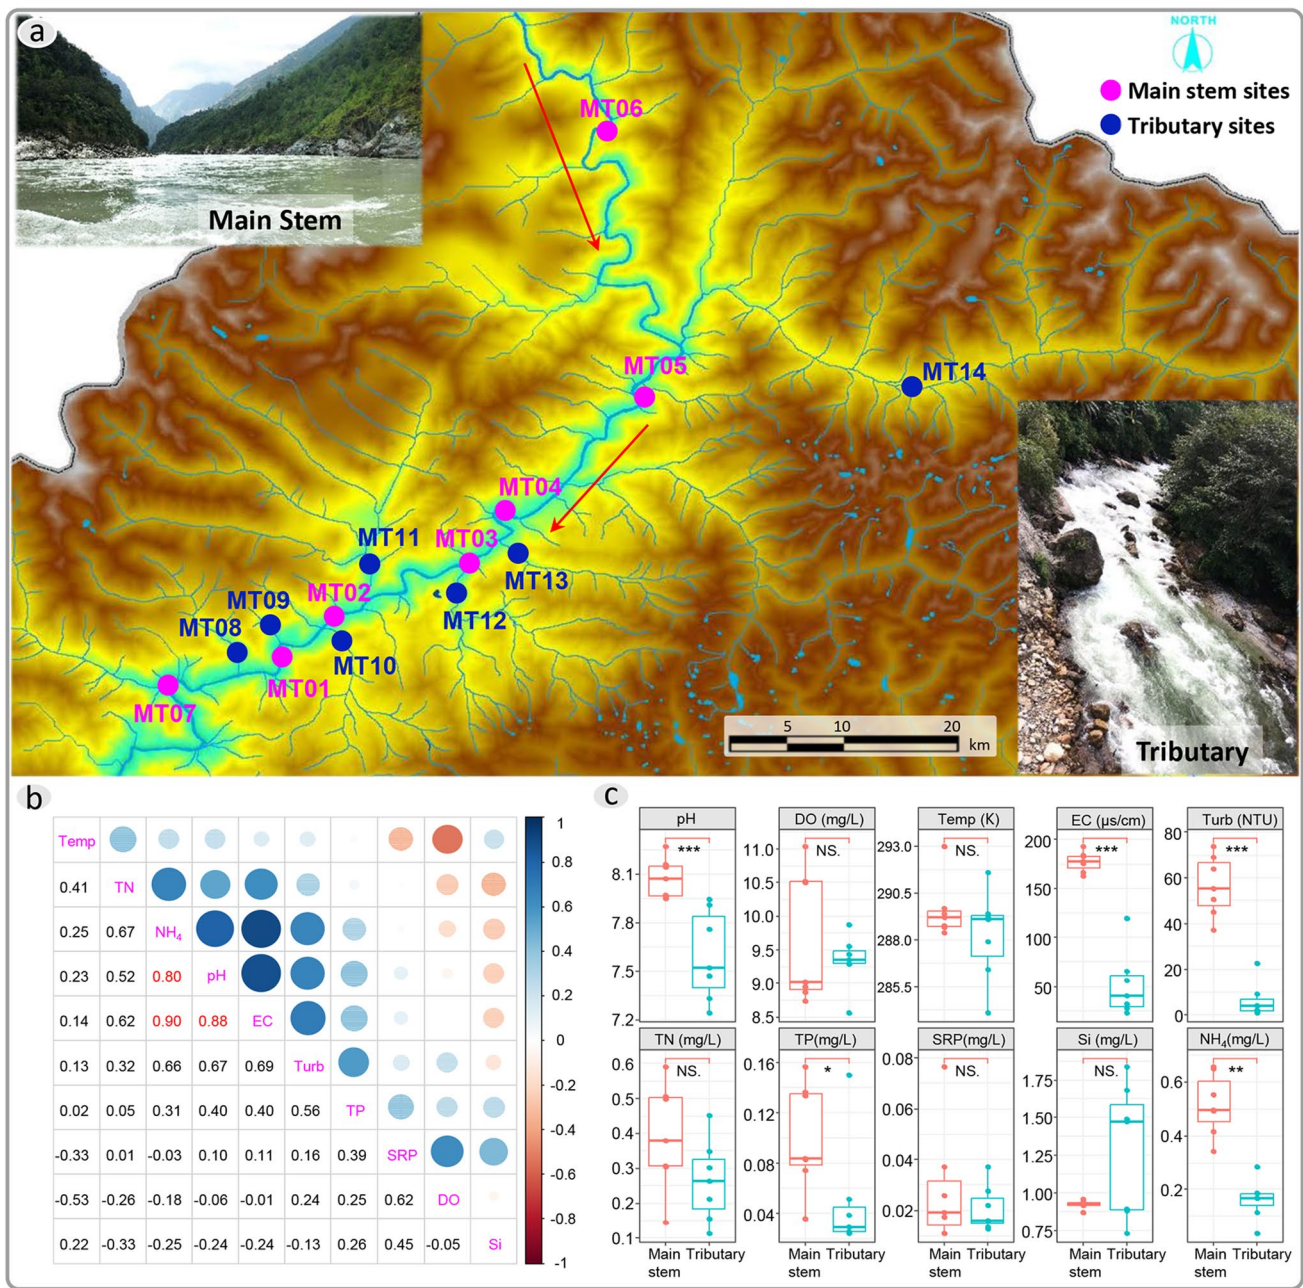 a
NORTH
Main stem sites
Tributary sites
Main Stem
MT06
MT05
MT14
MT04
MT03
MT11
MT13
MT02
MT09
MT12
MT08
MT10
MT01
MT07
5 10 20
km
Tributary
b
Temp
0.41 TN
0.25 0.67 NH4
0.23 0.52 0.80 pH
0.14 0.62 0.90 0.88 EC
0.13 0.32 0.66 0.67 0.69 Turb
0.02 0.05 0.31 0.40 0.40 0.56 TP
-0.33 0.01 -0.03 0.10 0.11 0.16 0.39 SRP
-0.53 -0.26 -0.18 -0.06 -0.01 0.24 0.25 0.62 DO
0.22 -0.33 -0.25 -0.24 -0.24 -0.13 0.26 0.45 -0.05 Si
1
0.8
0.6
0.4
0.2
0
-0.2
-0.4
-0.6
-0.8
-1
c
pH
***
8.1
7.8
7.5
7.2
DO (mg/L)
NS.
11.0
10.5
10.0
9.5
9.0
8.5
Temp (K)
NS.
293.0
290.5
288.0
285.5
EC (μs/cm)
***
200
150
100
50
Turb (NTU)
***
80
60
40
20
0
TN (mg/L)
NS.
0.6
0.5
0.4
0.3
0.2
0.1
Main stem
Tributary
TP(mg/L)
*
0.16
0.12
0.08
0.04
Main stem
Tributary
SRP(mg/L)
NS.
0.08
0.06
0.04
0.02
Main stem
Tributary
Si (mg/L)
NS.
1.75
1.50
1.25
1.00
0.75
Main stem
Tributary
NH4(mg/L)
**
0.6
0.4
0.2
Main stem
Tributary